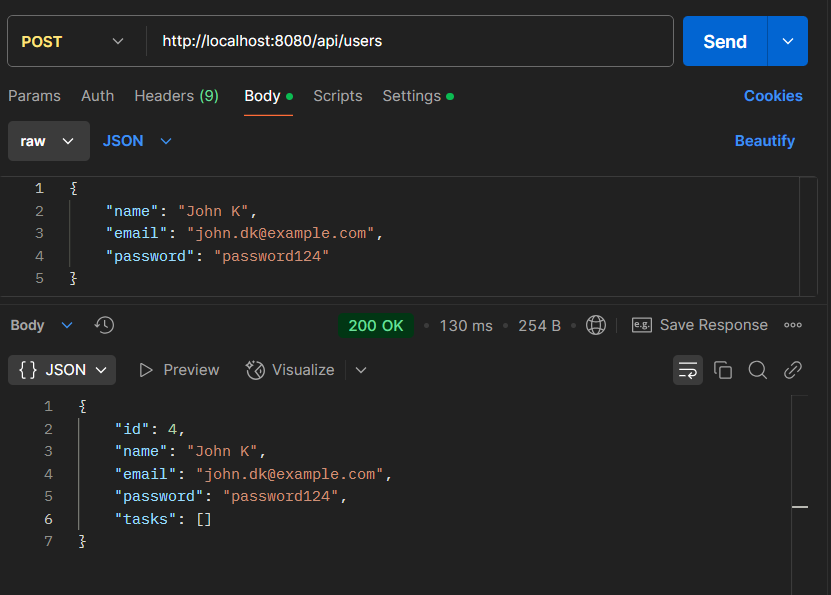 POST http://localhost:8080/api/users Send
Params Auth Headers (9) Body Scripts Settings Cookies
raw JSON Beautify
1 {
2 "name": "John K",
3 "email": "john.dk@example.com",
4 "password": "password124"
5 }
Body 200 OK • 130 ms • 254 B • e.g. Save Response
{} JSON Preview Visualize
1 {
2 "id": 4,
3 "name": "John K",
4 "email": "john.dk@example.com",
5 "password": "password124",
6 "tasks": []
7 }